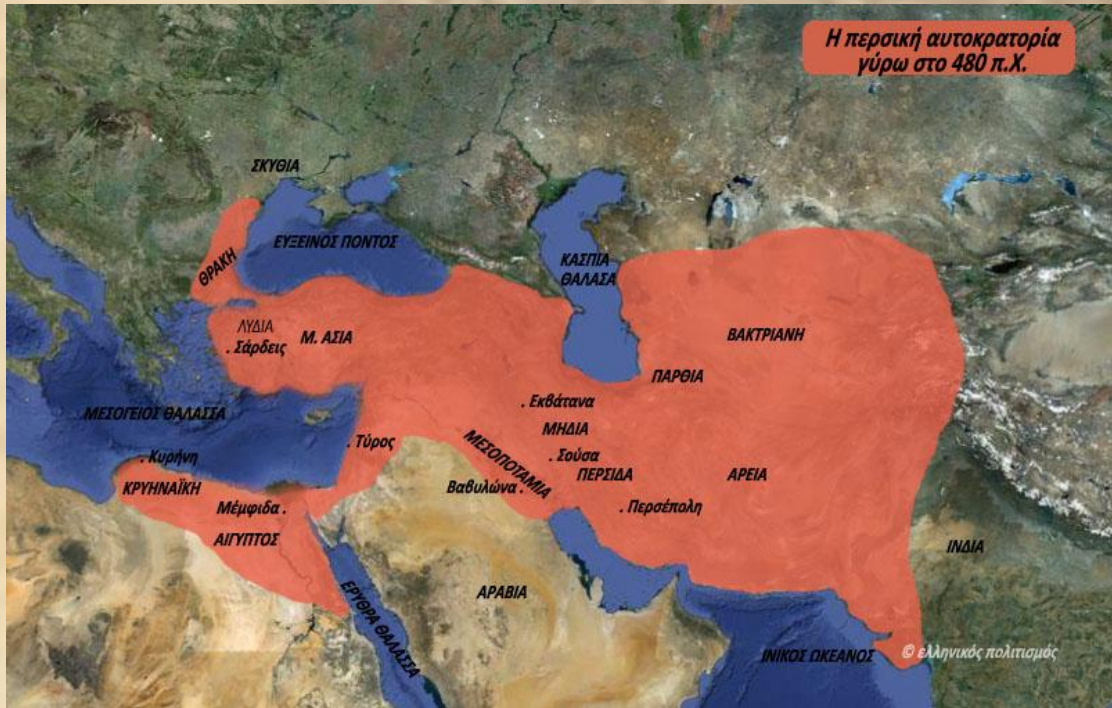 Η περσική αυτοκρατορία
γύρω στο 480 π.Χ.
ΣΚΥΘΙΑ
ΕΥΞΕΙΝΟΣ ΠΟΝΤΟΣ
ΘΡΑΚΗ
ΚΑΣΠΙΑ
ΘΑΛΑΣΑ
ΛΥΔΙΑ
. Σάρδεις
Μ. ΑΣΙΑ
ΒΑΚΤΡΙΑΝΗ
ΠΑΡΘΙΑ
. Εκβάτανα
ΜΕΣΟΓΕΙΟΣ ΘΑΛΑΣΣΑ
ΜΗΔΙΑ
. Τύρος
. Σούσα
. Κυρήνη
ΜΕΣΟΠΟΤΑΜΙΑ
ΠΕΡΣΙΔΑ
ΑΡΕΙΑ
ΚΡΥΗΝΑΪΚΗ
Βαβυλώνα .
Μέμφιδα .
. Περσέπολη
ΑΙΓΥΠΤΟΣ
ΙΝΔΙΑ
ΑΡΑΒΙΑ
ΕΡΥΘΡΑ ΘΑΛΑΣΣΑ
ΙΝΙΚΟΣ ΩΚΕΑΝΟΣ
© ελληνικός πολιτισμός